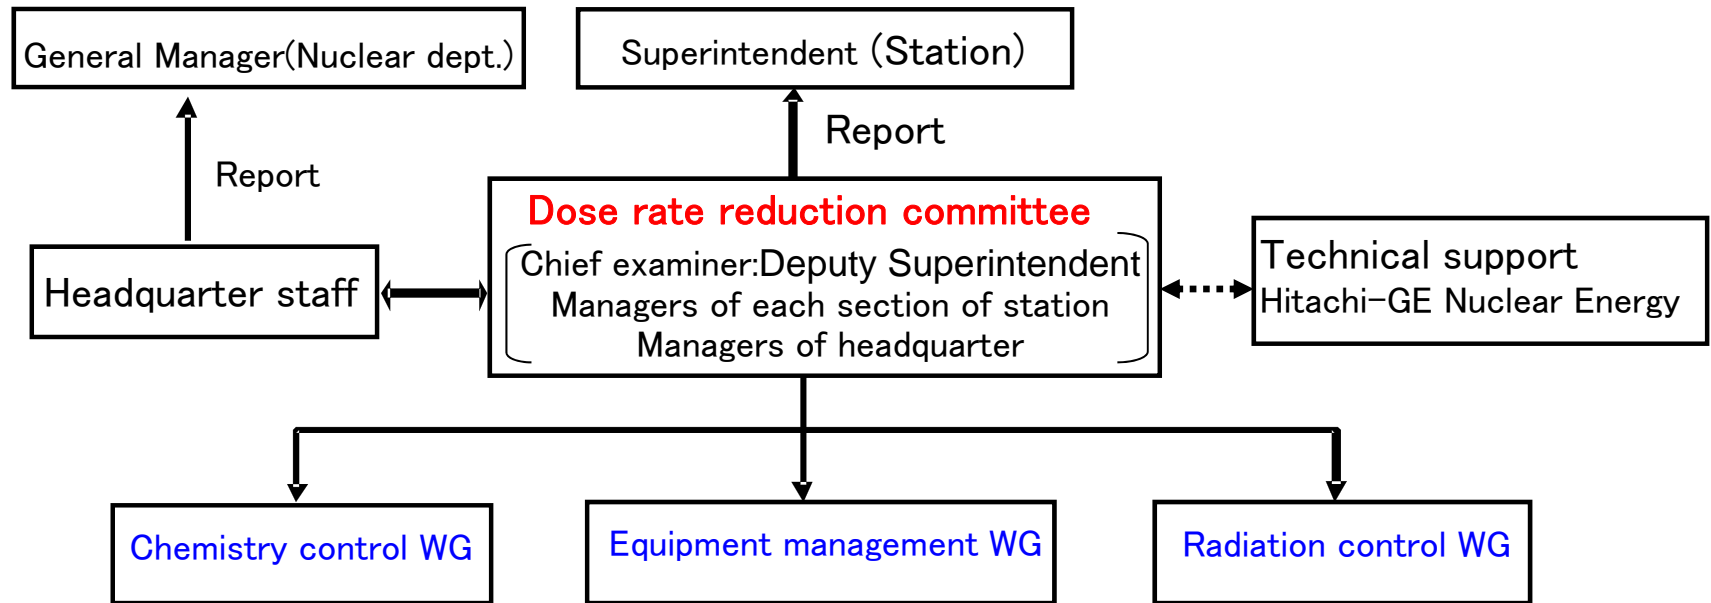 General Manager(Nuclear dept.)
Superintendent (Station)
Report
Report
Dose rate reduction committee
Chief examiner:Deputy Superintendent
Managers of each section of station
Managers of headquarter
Headquarter staff
Technical support
Hitachi-GE Nuclear Energy
Chemistry control WG
Equipment management WG
Radiation control WG